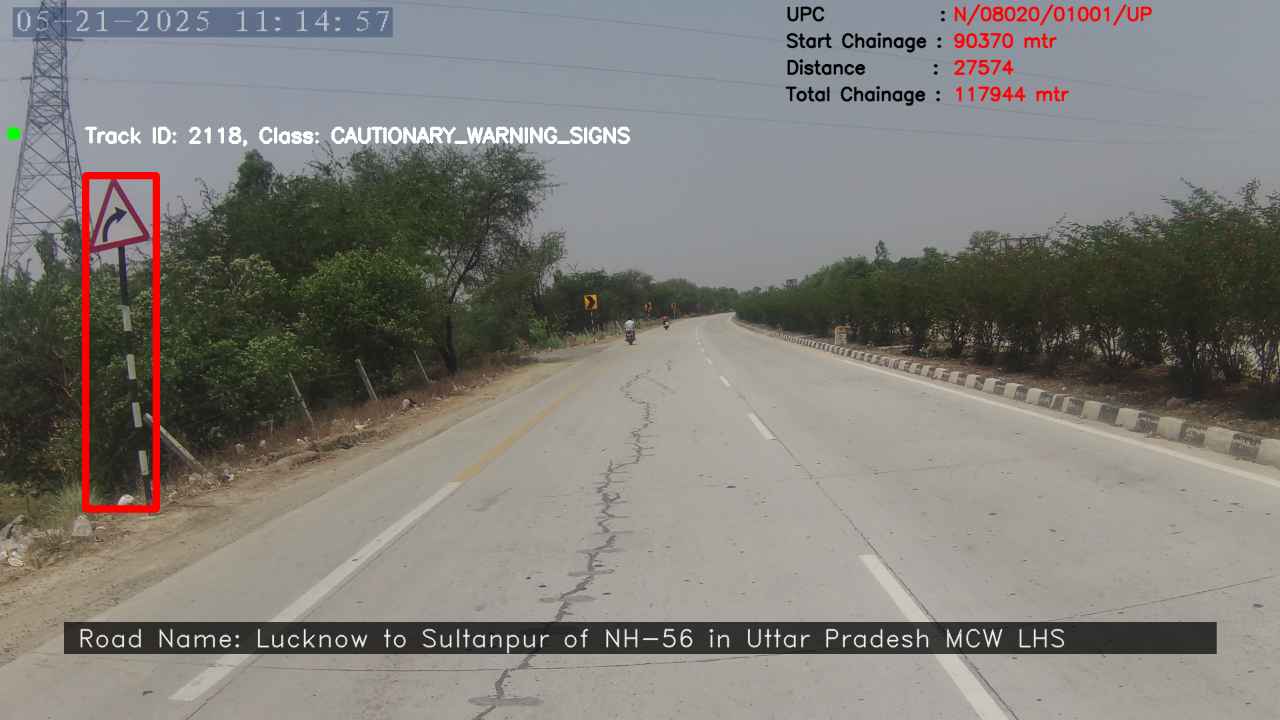 05-21-2025 11:14:57
UPC : N/08020/01001/UP
Start Chainage : 90370 mtr
Distance : 27574
Total Chainage : 117944 mtr
Track ID: 2118, Class: CAUTIONARY_WARNING_SIGNS
Road Name: Lucknow to Sultanpur of NH-56 in Uttar Pradesh MCW LHS